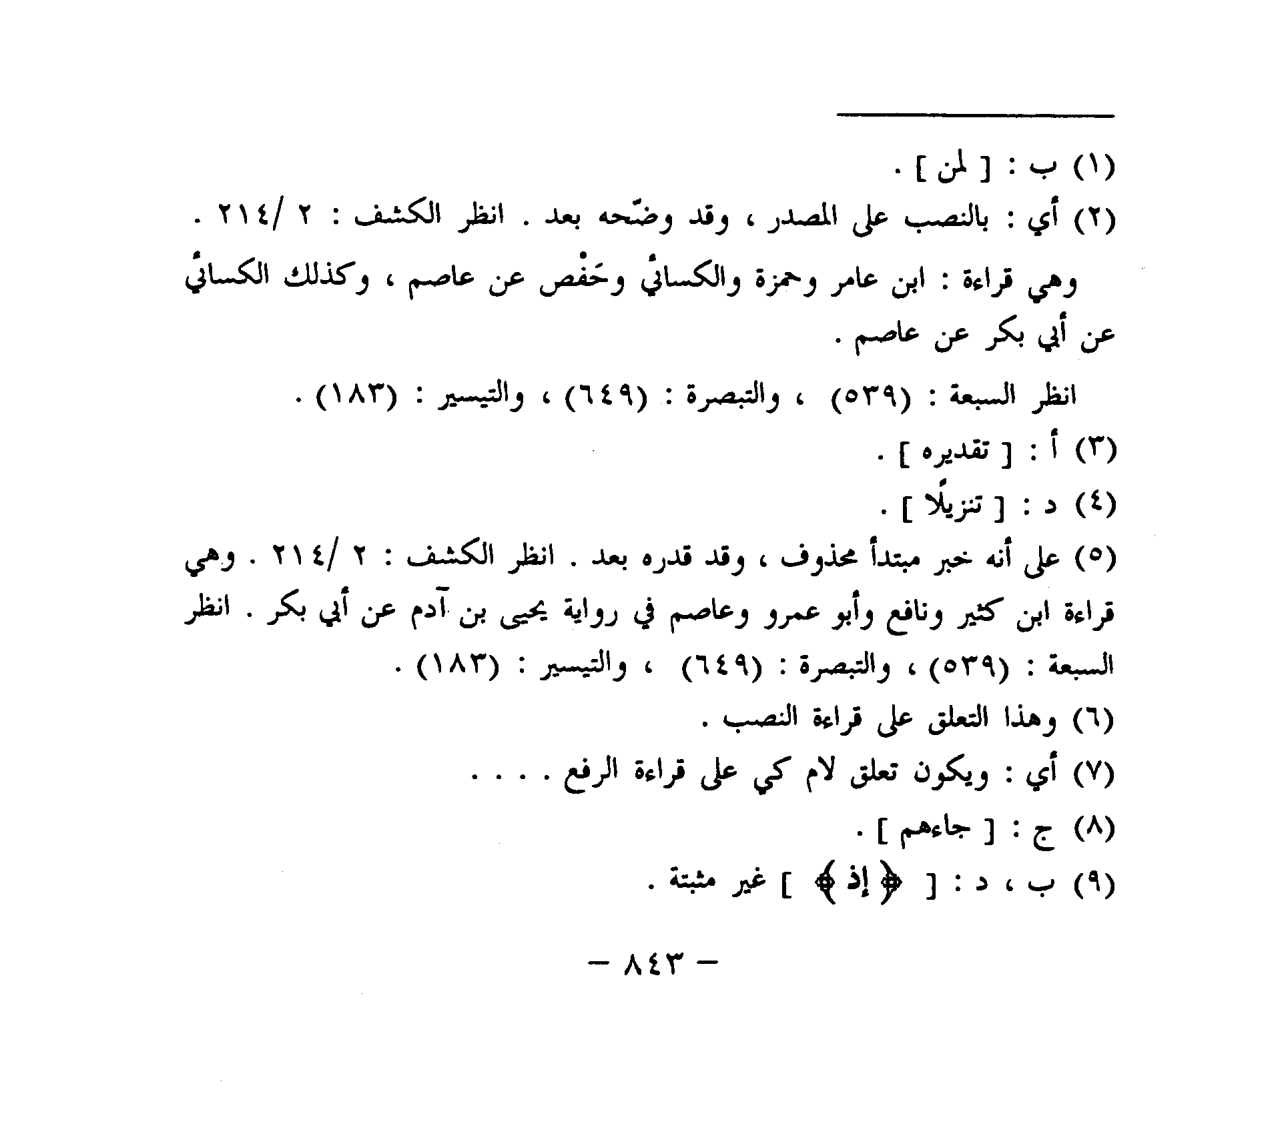 (١) ب : [ لمن ] .
(٢) أي : بالنصب على المصدر ، وقد وضّحه بعد . انظر الكشف : ٢ /٢١٤ .
وهي قراءة : ابن عامر وحمزة والكسائيُّ وحَفْص عن عاصم ، وكذلك الكسائيُّ
عن أبي بكر عن عاصم .
انظر السبعة : (٥٣٩) ، والتبصرة : (٦٤٩) ، والتيسير : (١٨٣) .
(٣) أ : [ تقديره ] .
(٤) د : [ تنزيلًا ] .
(٥) على أنه خبر مبتدأ محذوف ، وقد قدره بعد . انظر الكشف : ٢ /٢١٤ . وهي
قراءة ابن كثير ونافع وأبو عمرو وعاصم في رواية يحيى بن آدم عن أبي بكر . انظر
السبعة : (٥٣٩) ، والتبصرة : (٦٤٩) ، والتيسير : (١٨٣) .
(٦) وهذا التعلق على قراءة النصب .
(٧) أي : ويكون تعلق لام كي على قراءة الرفع . . . .
(٨) ج : [ جاءهم ] .
(٩) ب ، د : [ ﴿ إذ ﴾ ] غير مثبتة .
– ٨٤٣ –